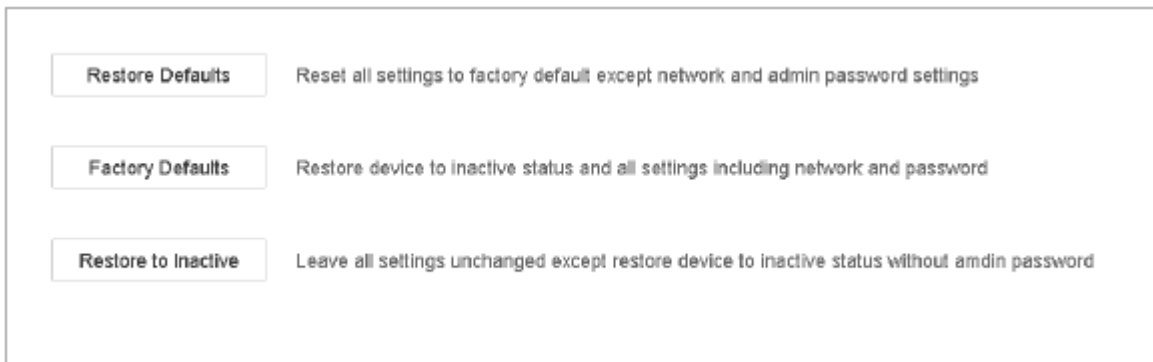 Restore Defaults Reset all settings to factory default except network and admin password settings
Factory Defaults Restore device to inactive status and all settings including network and password
Restore to Inactive Leave all settings unchanged except restore device to inactive status without amdin password